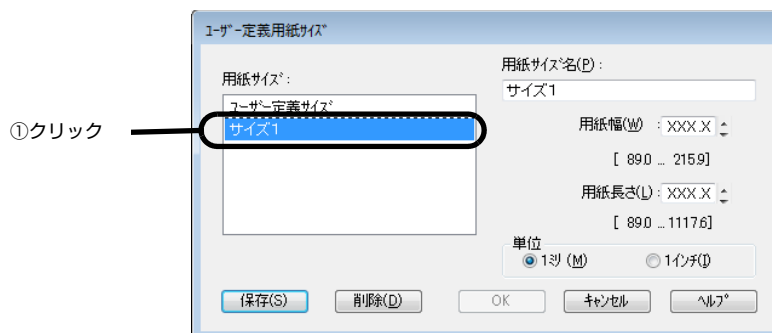 ユーザー定義用紙サイズ
用紙サイズ:
ユーザー定義サイズ
サイズ1
①クリック
用紙サイズ名(P):
サイズ1
用紙幅(W) : XXX.X
[ 89.0 ... 215.9]
用紙長さ(L) : XXX.X
[ 89.0 ... 1117.6]
単位
1ミリ (M) 1インチ(I)
保存(S) 削除(D) OK キャンセル ヘルプ